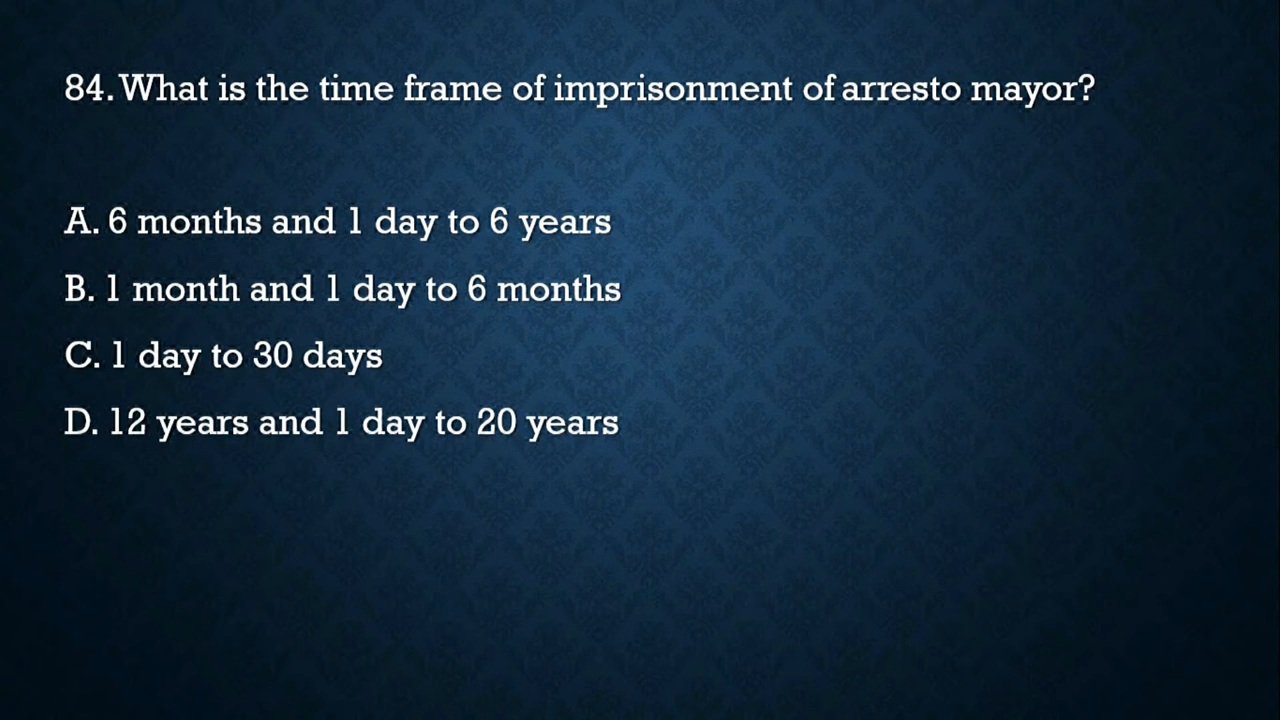 84. What is the time frame of imprisonment of arresto mayor?
A. 6 months and 1 day to 6 years
B. 1 month and 1 day to 6 months
C. 1 day to 30 days
D. 12 years and 1 day to 20 years